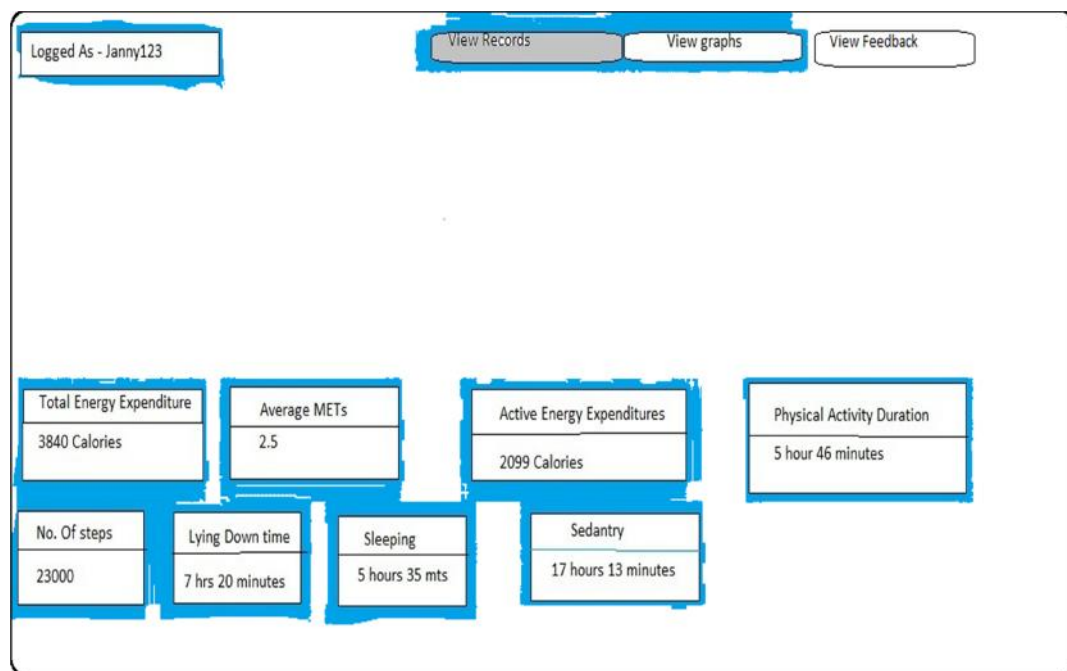 Logged As - Janny123
View Records
View graphs
View Feedback
Total Energy Expenditure
3840 Calories
Average METs
2.5
Active Energy Expenditures
2099 Calories
Physical Activity Duration
5 hour 46 minutes
No. Of steps
23000
Lying Down time
7 hrs 20 minutes
Sleeping
5 hours 35 mts
Sedantry
17 hours 13 minutes